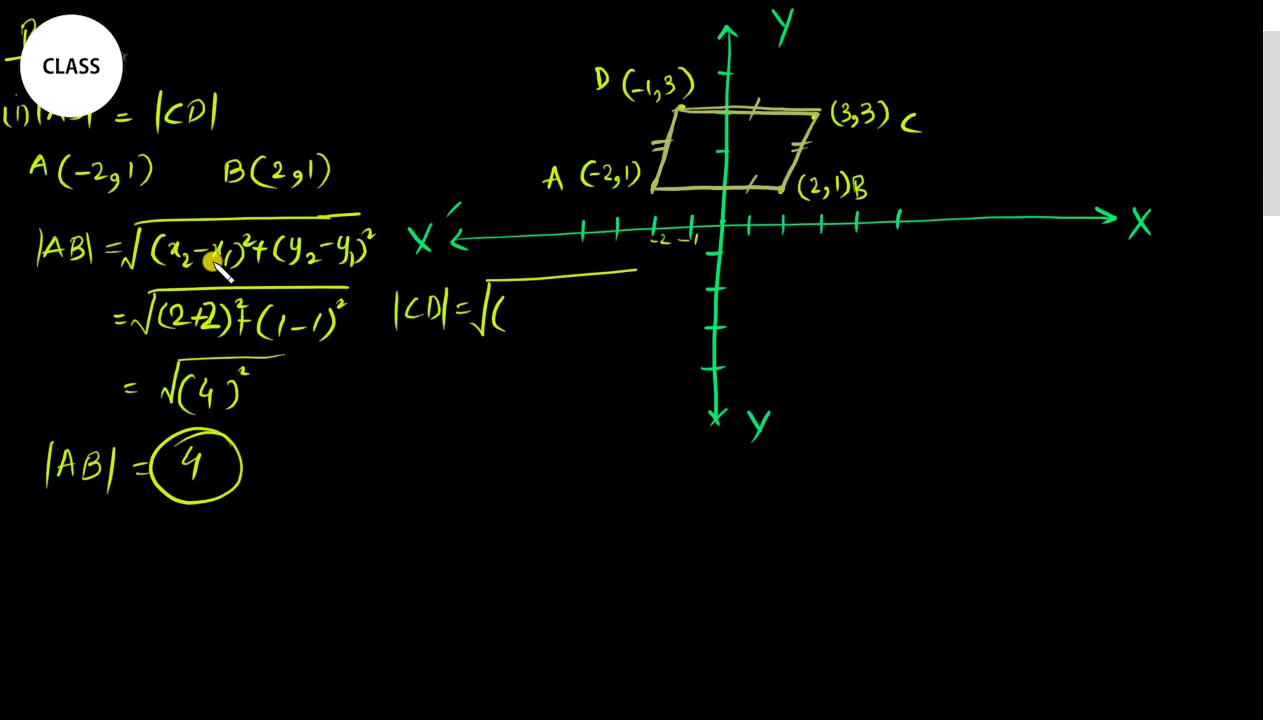 CLASS
(i) |AB| = |CD|
A(-2,1) B(2,1)
|AB| = √(x₂-x₁)²+(y₂-y₁)²
= √(2+2)²+(1-1)²
= √(4)²
|AB| = 4
|CD| = √(
Y
D (-1,3)
(3,3) C
A (-2,1)
(2,1)B
X
X
-2 -1
Y